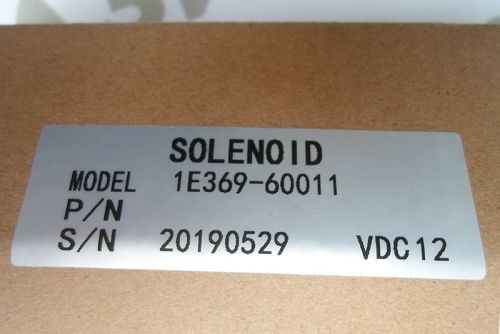 SOLENOID
MODEL 1E369-60011
P/N
S/N 20190529 VDC12